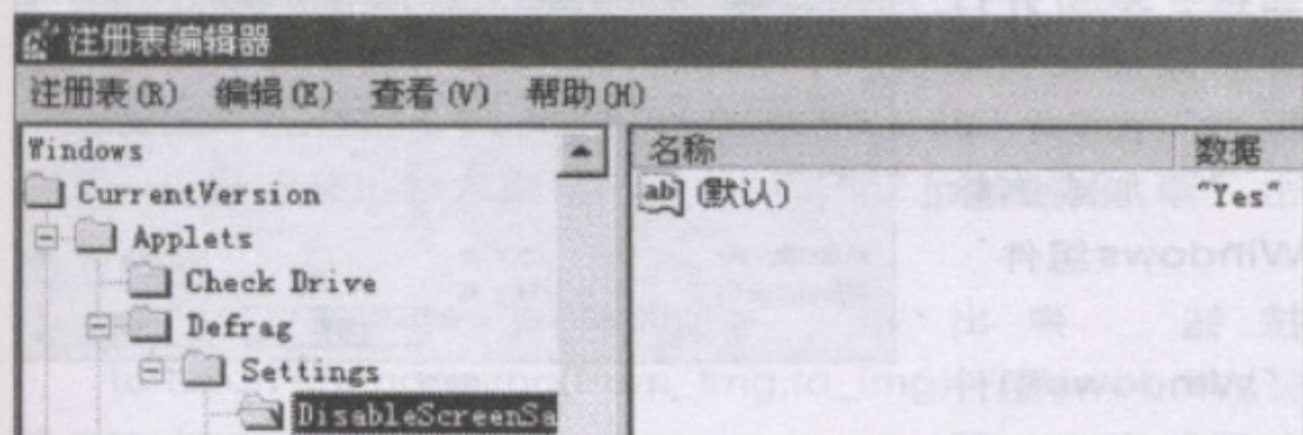 注册表编辑器
注册表(R) 编辑(E) 查看(V) 帮助(H)
Windows
名称 数据
CurrentVersion
ab (默认) "Yes"
Applets
Check Drive
Defrag
Settings
DisableScreenSa